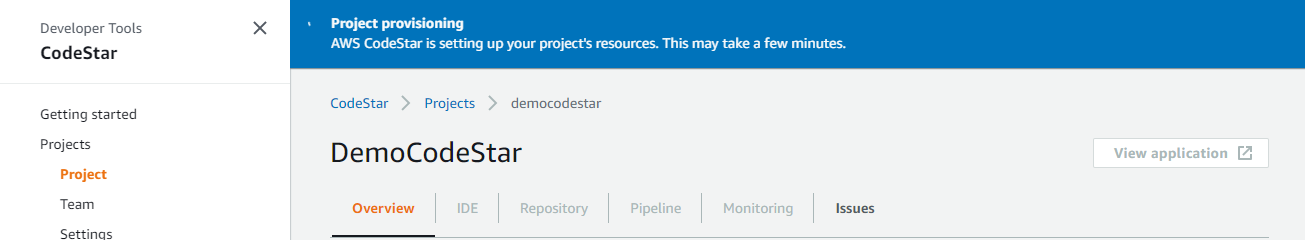 Developer Tools
CodeStar
Getting started
Projects
Project
Team
Settings
Project provisioning
AWS CodeStar is setting up your project's resources. This may take a few minutes.
CodeStar Projects democodestar
DemoCodeStar
View application
Overview IDE Repository Pipeline Monitoring Issues